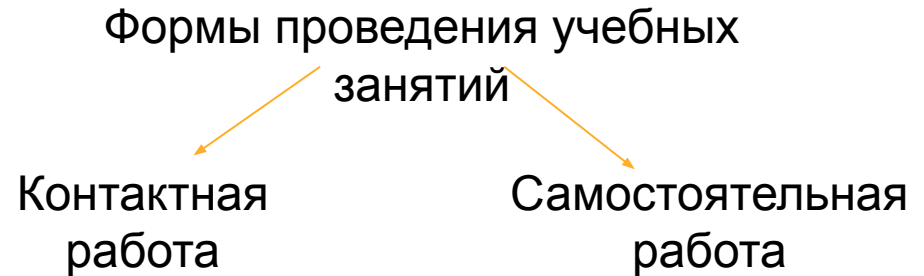 Формы проведения учебных
занятий
Контактная
работа
Самостоятельная
работа